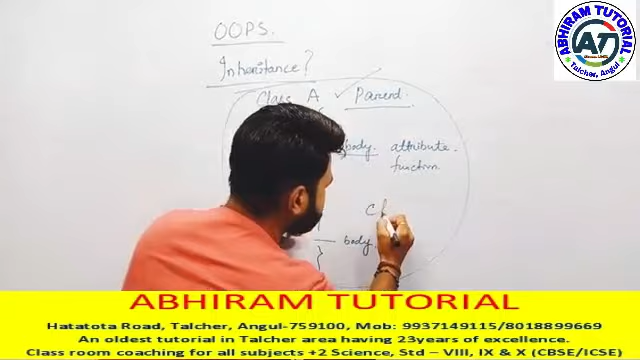 OOPS.
Inheritance?
Class A ✓ Parent.
body. attribute.
function
body.
ABHIRAM TUTORIAL
AT
Talcher, Angul
ABHIRAM TUTORIAL
Hatatota Road, Talcher, Angul-759100, Mob: 9937149115/8018899669
An oldest tutorial in Talcher area having 23years of excellence.
Class room coaching for all subjects +2 Science, Std – VIII, IX & X (CBSE/ICSE)